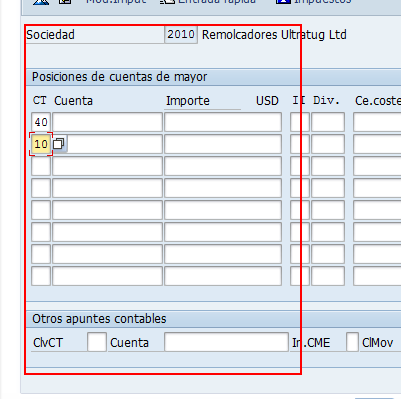 Mod.Imput Entrada rápida Impuestos
Sociedad 2010 Remolcadores Ultratug Ltd
Posiciones de cuentas de mayor
CT Cuenta Importe USD II Div. Ce.coste
40
10
Otros apuntes contables
ClvCT Cuenta In.CME ClMov